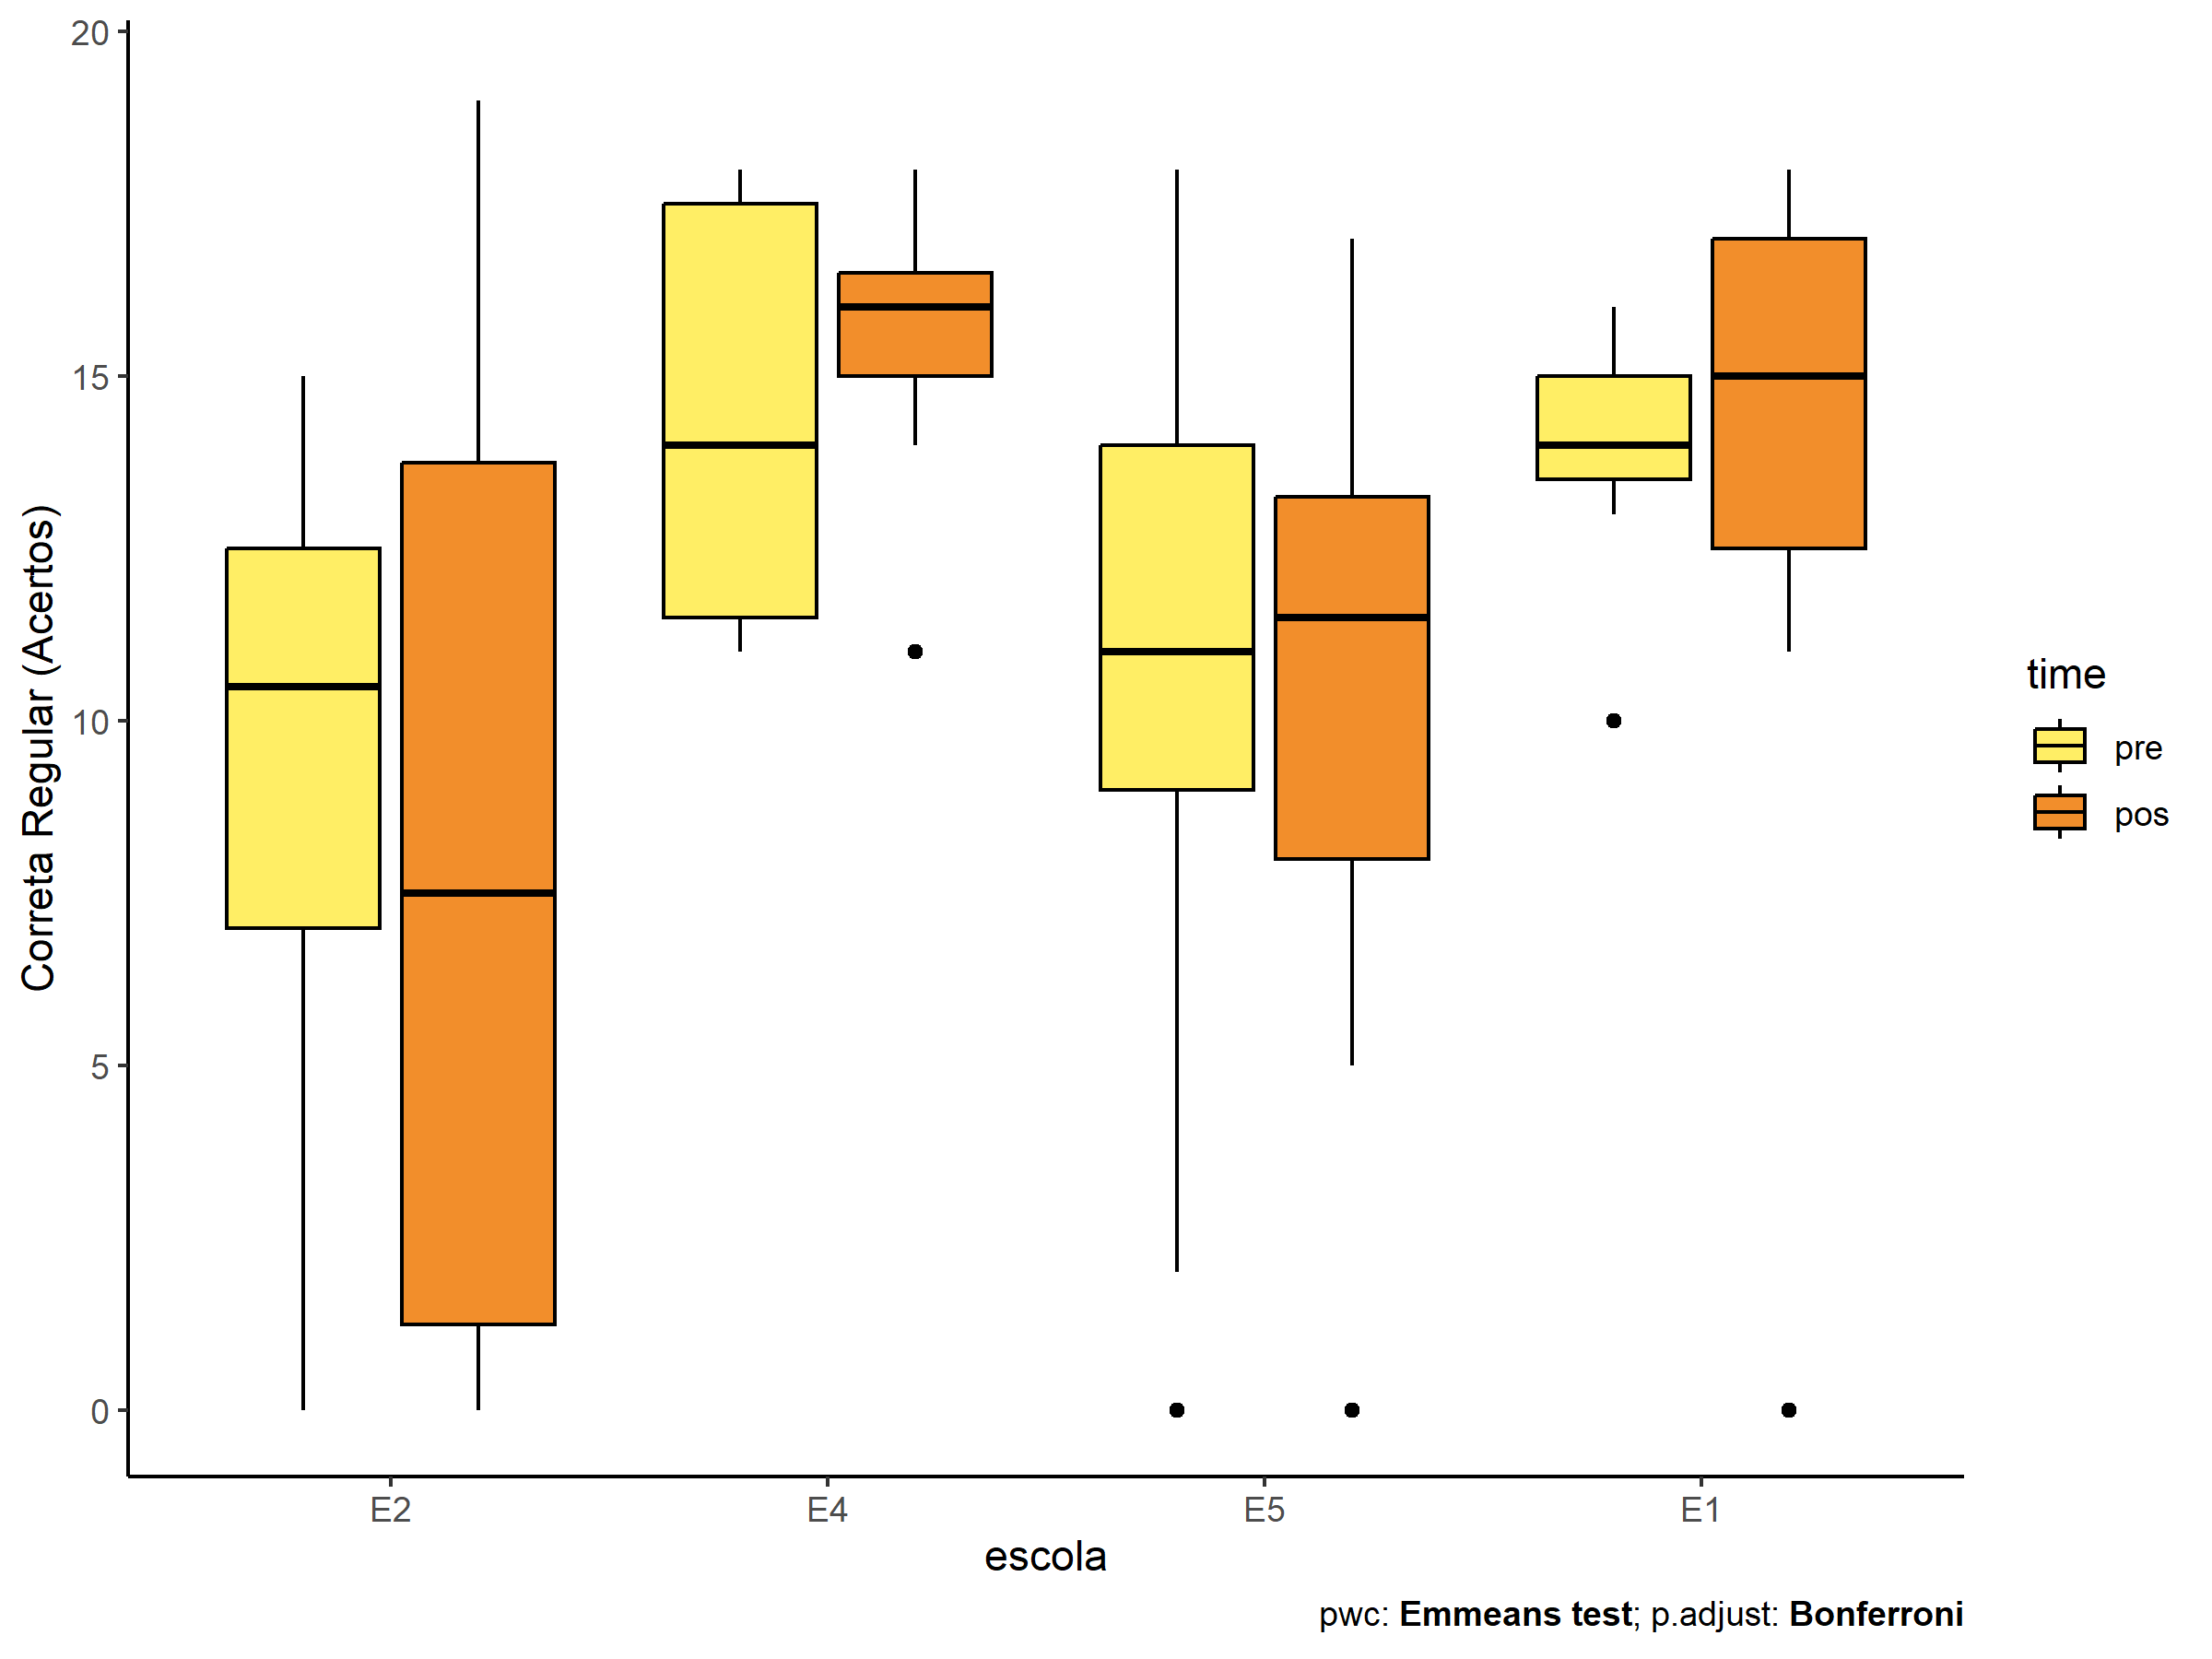 Correta Regular (Acertos)
20
15
10
5
0
E2
E4
E5
E1
escola
time
pre
pos
pwc: Emmeans test; p.adjust: Bonferroni